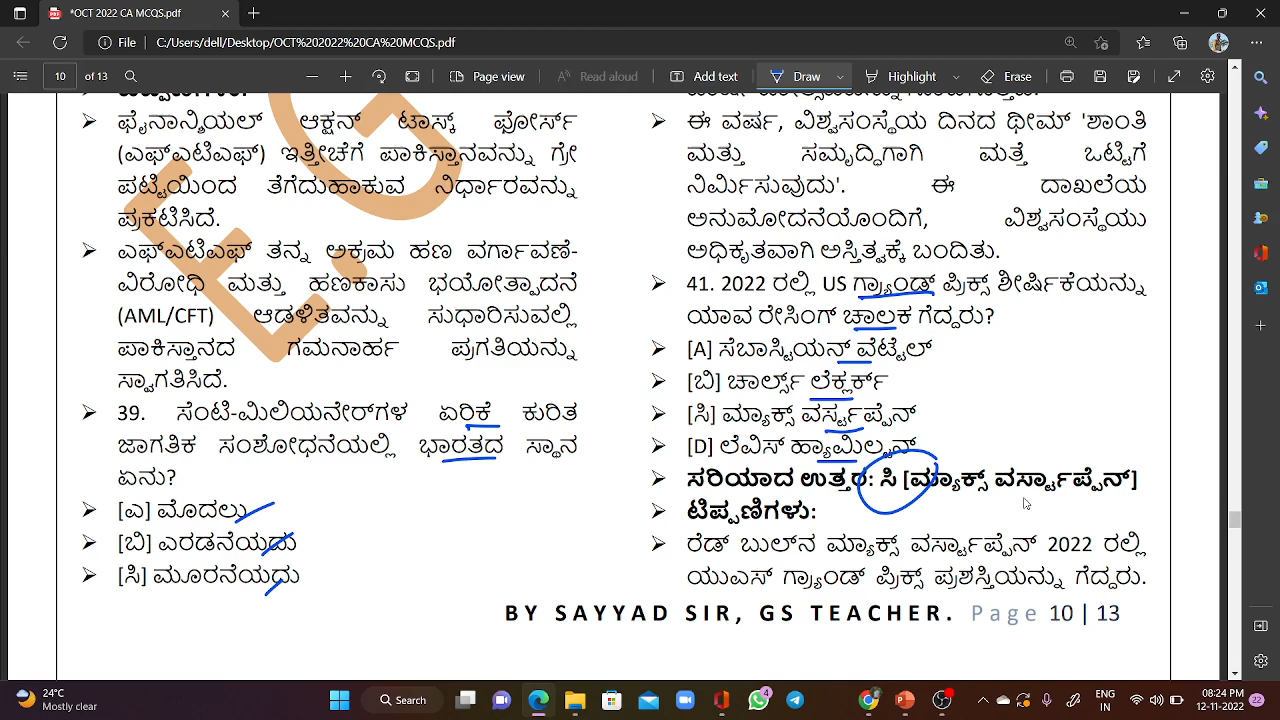 *OCT 2022 CA MCQS.pdf
File
C:/Users/dell/Desktop/OCT%202022%20CA%20MCQS.pdf
10
of 13
Page view
Read aloud
Add text
Draw
Highlight
Erase
➢ ಫೈನಾನ್ಶಿಯಲ್ ಆಕ್ಷನ್ ಟಾಸ್ಕ್ ಫೋರ್ಸ್
(ಎಫ್ಎಟಿಎಫ್) ಇತ್ತೀಚೆಗೆ ಪಾಕಿಸ್ತಾನವನ್ನು ಗ್ರೇ
ಪಟ್ಟಿಯಿಂದ ತೆಗೆದುಹಾಕುವ ನಿರ್ಧಾರವನ್ನು
ಪ್ರಕಟಿಸಿದೆ.
➢ ಎಫ್ಎಟಿಎಫ್ ತನ್ನ ಅಕ್ರಮ ಹಣ ವರ್ಗಾವಣೆ-
ವಿರೋಧಿ ಮತ್ತು ಹಣಕಾಸು ಭಯೋತ್ಪಾದನೆ
(AML/CFT) ಆಡಳಿತವನ್ನು ಸುಧಾರಿಸುವಲ್ಲಿ
ಪಾಕಿಸ್ತಾನದ ಗಮನಾರ್ಹ ಪ್ರಗತಿಯನ್ನು
ಸ್ವಾಗತಿಸಿದೆ.
➢ 39. ಸೆಂಟಿ-ಮಿಲಿಯನೇರ್‌ಗಳ ಏರಿಕೆ ಕುರಿತ
ಜಾಗತಿಕ ಸಂಶೋಧನೆಯಲ್ಲಿ ಭಾರತದ ಸ್ಥಾನ
ಏನು?
➢ [ಎ] ಮೊದಲು
➢ [ಬಿ] ಎರಡನೆಯದು
➢ [ಸಿ] ಮೂರನೆಯದು
➢ ಈ ವರ್ಷ, ವಿಶ್ವಸಂಸ್ಥೆಯ ದಿನದ ಥೀಮ್ 'ಶಾಂತಿ
ಮತ್ತು ಸಮೃದ್ಧಿಗಾಗಿ ಮತ್ತೆ ಒಟ್ಟಿಗೆ
ನಿರ್ಮಿಸುವುದು'. ಈ ದಾಖಲೆಯ
ಅನುಮೋದನೆಯೊಂದಿಗೆ, ವಿಶ್ವಸಂಸ್ಥೆಯು
ಅಧಿಕೃತವಾಗಿ ಅಸ್ತಿತ್ವಕ್ಕೆ ಬಂದಿತು.
➢ 41. 2022 ರಲ್ಲಿ US ಗ್ರ್ಯಾಂಡ್ ಪ್ರಿಕ್ಸ್ ಶೀರ್ಷಿಕೆಯನ್ನು
ಯಾವ ರೇಸಿಂಗ್ ಚಾಲಕ ಗೆದ್ದರು?
➢ [A] ಸೆಬಾಸ್ಟಿಯನ್ ವೆಟ್ಟೆಲ್
➢ [ಬಿ] ಚಾರ್ಲ್ಸ್ ಲೆಕ್ಲರ್ಕ್
➢ [ಸಿ] ಮ್ಯಾಕ್ಸ್ ವರ್ಸ್ಟಪ್ಪೆನ್
➢ [D] ಲೆವಿಸ್ ಹ್ಯಾಮಿಲ್ಟನ್
➢ ಸರಿಯಾದ ಉತ್ತರ: ಸಿ [ಮ್ಯಾಕ್ಸ್ ವರ್ಸ್ಟಾಪ್ಪೆನ್]
➢ ಟಿಪ್ಪಣಿಗಳು:
➢ ರೆಡ್ ಬುಲ್‌ನ ಮ್ಯಾಕ್ಸ್ ವರ್ಸ್ಟಾಪ್ಪೆನ್ 2022 ರಲ್ಲಿ
ಯುಎಸ್ ಗ್ರ್ಯಾಂಡ್ ಪ್ರಿಕ್ಸ್ ಪ್ರಶಸ್ತಿಯನ್ನು ಗೆದ್ದರು.
BY SAYYAD SIR, GS TEACHER. Page 10 | 13
24°C
Mostly clear
Search
4
ENG
IN
08:24 PM
12-11-2022
22